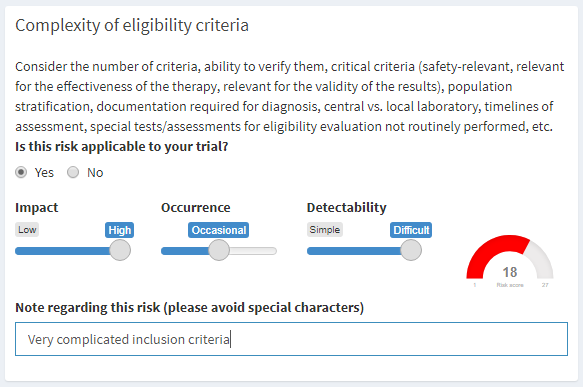 Complexity of eligibility criteria
Consider the number of criteria, ability to verify them, critical criteria (safety-relevant, relevant
for the effectiveness of the therapy, relevant for the validity of the results), population
stratification, documentation required for diagnosis, central vs. local laboratory, timelines of
assessment, special tests/assessments for eligibility evaluation not routinely performed, etc.
Is this risk applicable to your trial?
Yes No
Impact Occurrence Detectability
Low High Occasional Simple Difficult
18
1 Risk score 27
Note regarding this risk (please avoid special characters)
Very complicated inclusion criteria